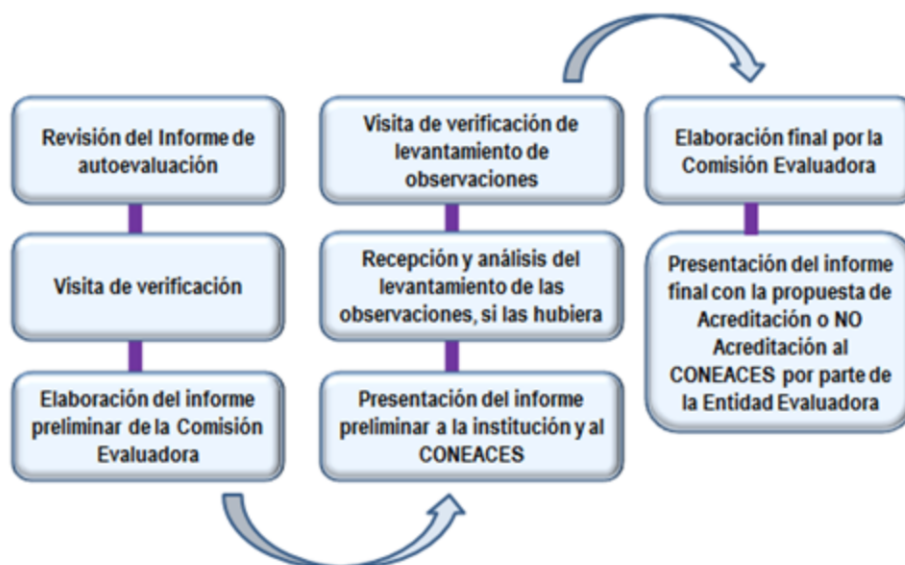 Revisión del Informe de
autoevaluación
Visita de verificación
Elaboración del informe
preliminar de la Comisión
Evaluadora
Presentación del informe
preliminar a la institución y al
CONEACES
Recepción y análisis del
levantamiento de las
observaciones, si las hubiera
Visita de verificación de
levantamiento de
observaciones
Elaboración final por la
Comisión Evaluadora
Presentación del informe
final con la propuesta de
Acreditación o NO
Acreditación al
CONEACES por parte de
la Entidad Evaluadora